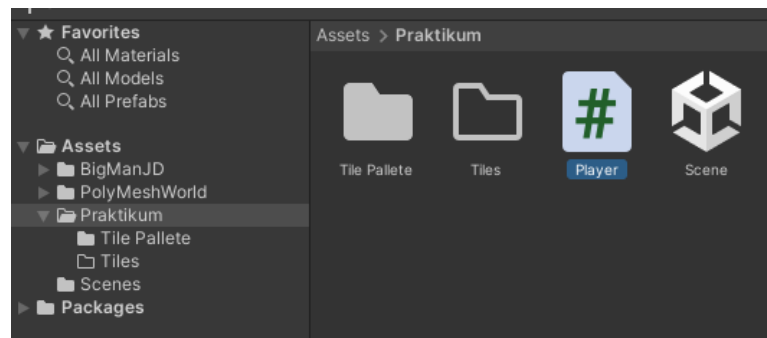 Favorites
All Materials
All Models
All Prefabs
Assets
BigManJD
PolyMeshWorld
Praktikum
Tile Pallete
Tiles
Scenes
Packages
Assets > Praktikum
Tile Pallete
Tiles
Player
Scene